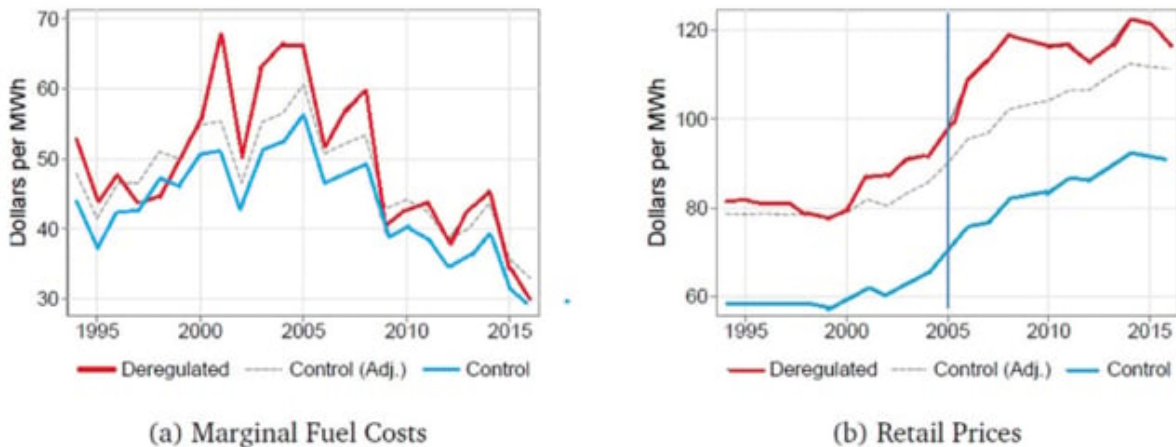 70
60
50
40
30
Dollars per MWh
1995 2000 2005 2010 2015
Deregulated Control (Adj.) Control
(a) Marginal Fuel Costs
120
100
80
60
Dollars per MWh
1995 2000 2005 2010 2015
Deregulated Control (Adj.) Control
(b) Retail Prices